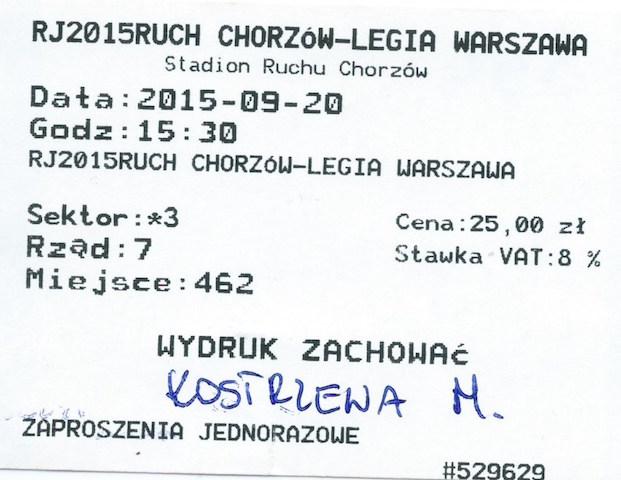 RJ2015RUCH CHORZóW-LEGIA WARSZAWA
Stadion Ruchu Chorzów
Data:2015-09-20
Godz:15:30
RJ2015RUCH CHORZóW-LEGIA WARSZAWA
Sektor:*3
Cena:25,00 zł
Rząd:7
Stawka VAT:8 %
Miejsce:462
WYDRUK ZACHOWAć
KOSTRZEWA M.
ZAPROSZENIA JEDNORAZOWE
#529629